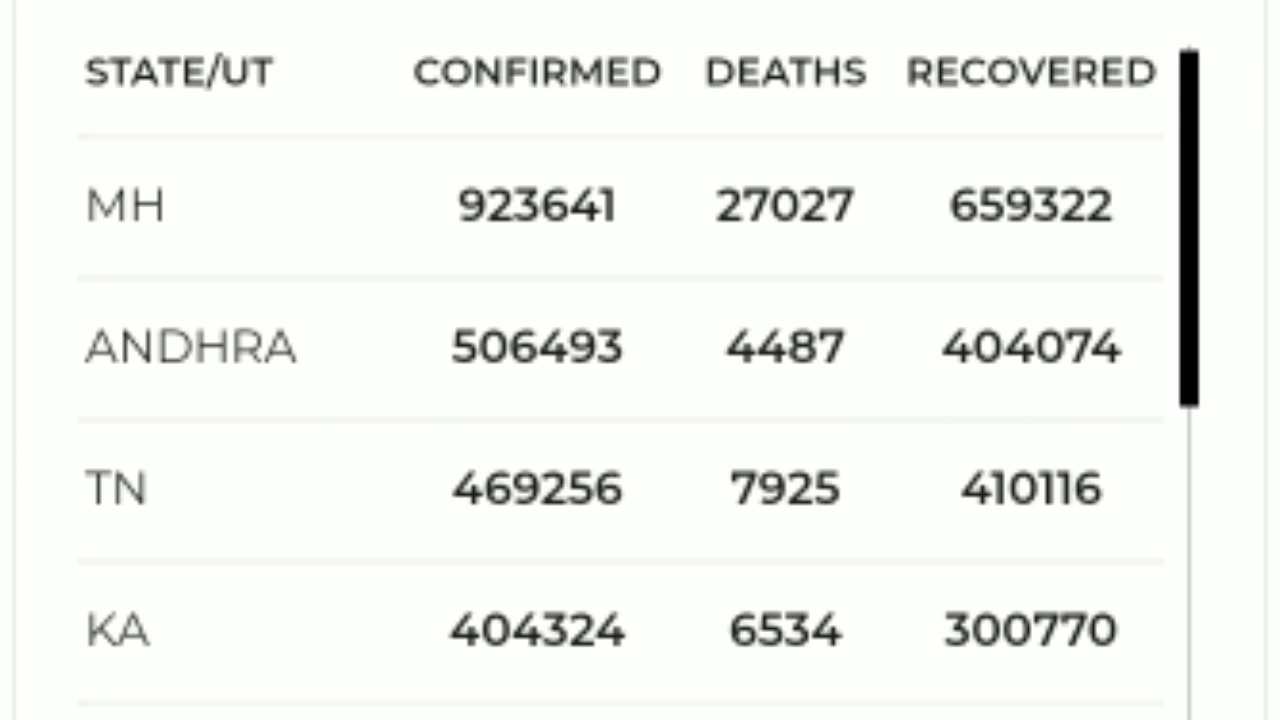 STATE/UT CONFIRMED DEATHS RECOVERED
MH 923641 27027 659322
ANDHRA 506493 4487 404074
TN 469256 7925 410116
KA 404324 6534 300770